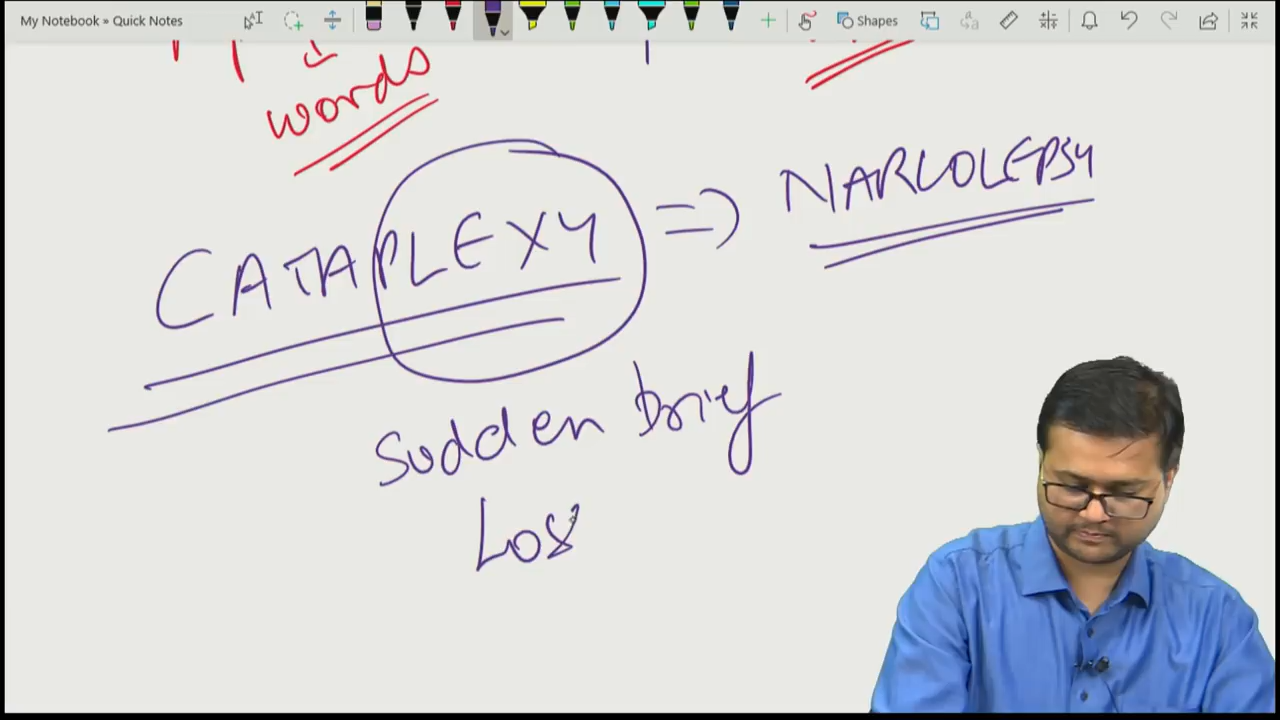 My Notebook » Quick Notes
Shapes
words
CATAPLEXY => NARCOLEPSY
Sudden brief
Los